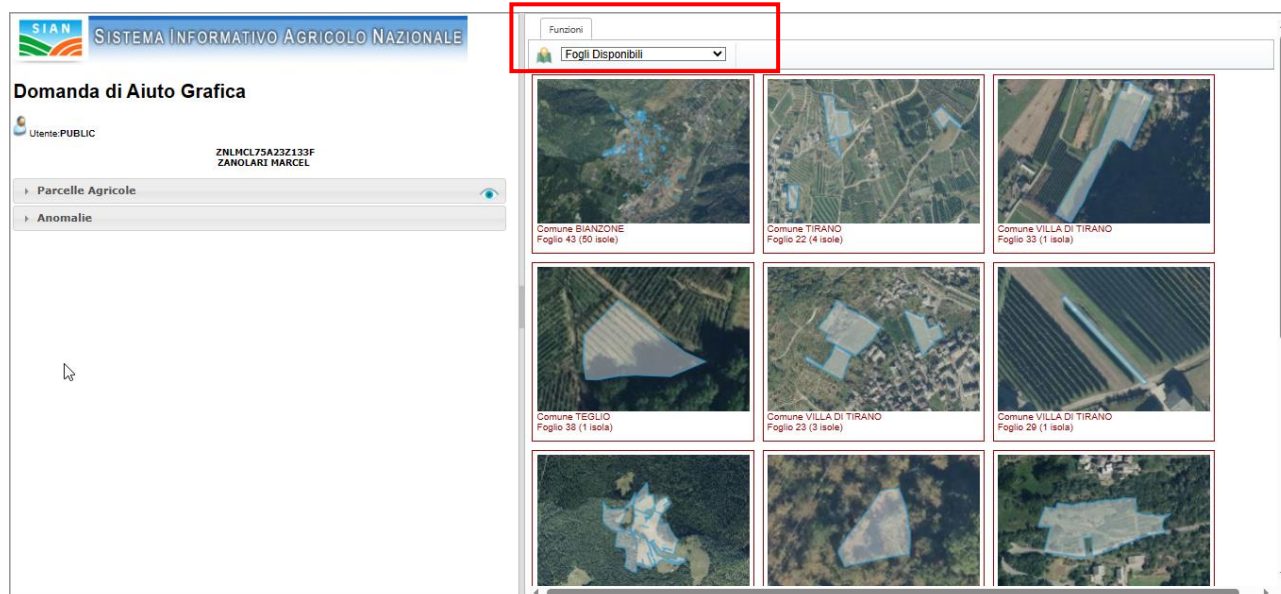 SIAN
SISTEMA INFORMATIVO AGRICOLO NAZIONALE
Domanda di Aiuto Grafica
Utente:PUBLIC
ZNLMCL75A23Z133F
ZANOLARI MARCEL
Parcelle Agricole
Anomalie
Funzioni
Fogli Disponibili
Comune BIANZONE
Foglio 43 (50 isole)
Comune TIRANO
Foglio 22 (4 isole)
Comune VILLA DI TIRANO
Foglio 33 (1 isola)
Comune TEGLIO
Foglio 38 (1 isola)
Comune VILLA DI TIRANO
Foglio 23 (3 isole)
Comune VILLA DI TIRANO
Foglio 29 (1 isola)